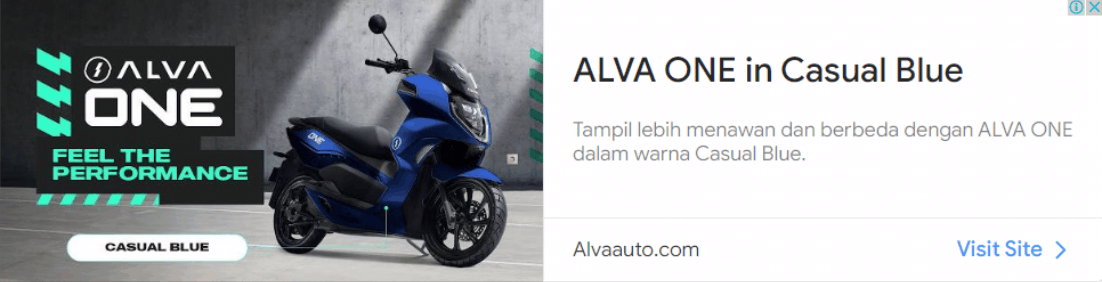 ALVA
ONE
FEEL THE
PERFORMANCE
CASUAL BLUE
ONE
ALVA ONE in Casual Blue
Tampil lebih menawan dan berbeda dengan ALVA ONE
dalam warna Casual Blue.
Alvaauto.com
Visit Site